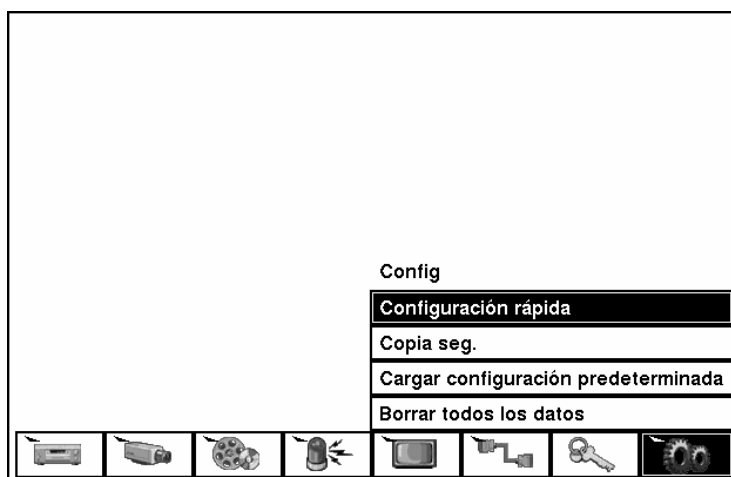 Config
Configuración rápida
Copia seg.
Cargar configuración predeterminada
Borrar todos los datos